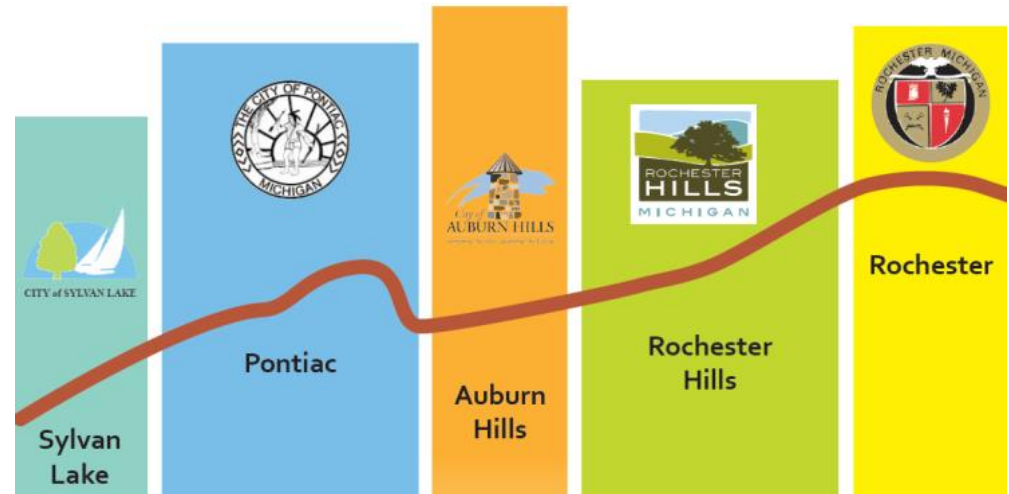 CITY of SYLVAN LAKE
Sylvan
Lake
THE CITY OF PONTIAC
MICHIGAN
Pontiac
City of
AUBURN HILLS
Auburn
Hills
ROCHESTER
HILLS
MICHIGAN
Rochester
Hills
ROCHESTER MICHIGAN
Rochester